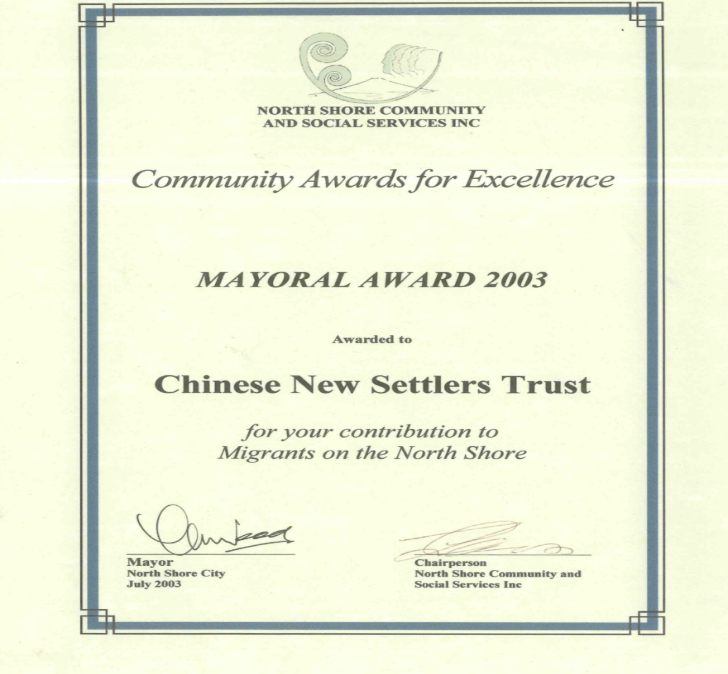 NORTH SHORE COMMUNITY
AND SOCIAL SERVICES INC
Community Awards for Excellence
MAYORAL AWARD 2003
Awarded to
Chinese New Settlers Trust
for your contribution to
Migrants on the North Shore
Mayor
North Shore City
July 2003
Chairperson
North Shore Community and
Social Services Inc